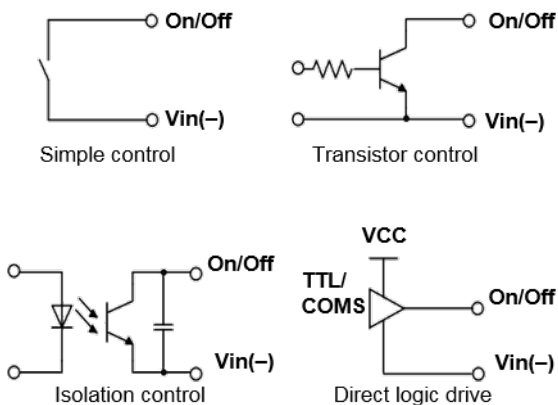 On/Off
Vin(–)
Simple control
On/Off
Vin(–)
Transistor control
On/Off
Vin(–)
Isolation control
VCC
TTL/
COMS
On/Off
Vin(–)
Direct logic drive